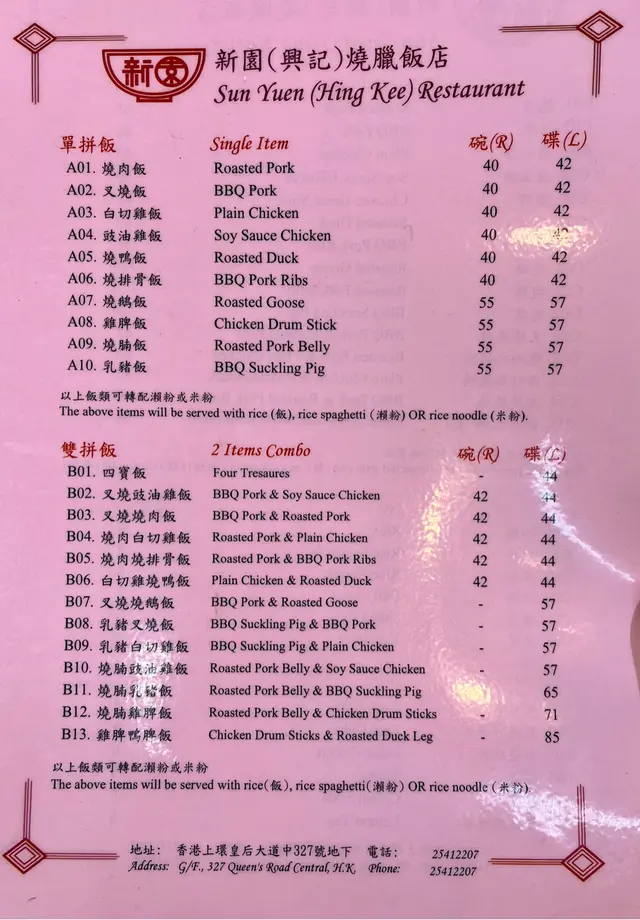 新園
新園(興記)燒臘飯店
Sun Yuen (Hing Kee) Restaurant
單拼飯 Single Item 碗(R) 碟(L)
A01. 燒肉飯 Roasted Pork 40 42
A02. 叉燒飯 BBQ Pork 40 42
A03. 白切雞飯 Plain Chicken 40 42
A04. 豉油雞飯 Soy Sauce Chicken 40 42
A05. 燒鴨飯 Roasted Duck 40 42
A06. 燒排骨飯 BBQ Pork Ribs 40 42
A07. 燒鵝飯 Roasted Goose 55 57
A08. 雞脾飯 Chicken Drum Stick 55 57
A09. 燒腩飯 Roasted Pork Belly 55 57
A10. 乳豬飯 BBQ Suckling Pig 55 57
以上飯類可轉配瀨粉或米粉
The above items will be served with rice (飯), rice spaghetti (瀨粉) OR rice noodle (米粉).
雙拼飯 2 Items Combo 碗(R) 碟(L)
B01. 四寶飯 Four Tresaures - 44
B02. 叉燒豉油雞飯 BBQ Pork & Soy Sauce Chicken 42 44
B03. 叉燒燒肉飯 BBQ Pork & Roasted Pork 42 44
B04. 燒肉白切雞飯 Roasted Pork & Plain Chicken 42 44
B05. 燒肉燒排骨飯 Roasted Pork & BBQ Pork Ribs 42 44
B06. 白切雞燒鴨飯 Plain Chicken & Roasted Duck 42 44
B07. 叉燒燒鵝飯 BBQ Pork & Roasted Goose - 57
B08. 乳豬叉燒飯 BBQ Suckling Pig & BBQ Pork - 57
B09. 乳豬白切雞飯 BBQ Suckling Pig & Plain Chicken - 57
B10. 燒腩豉油雞飯 Roasted Pork Belly & Soy Sauce Chicken - 57
B11. 燒腩乳豬飯 Roasted Pork Belly & BBQ Suckling Pig - 65
B12. 燒腩雞脾飯 Roasted Pork Belly & Chicken Drum Sticks - 71
B13. 雞脾鴨脾飯 Chicken Drum Sticks & Roasted Duck Leg - 85
以上飯類可轉配瀨粉或米粉
The above items will be served with rice(飯), rice spaghetti(瀨粉) OR rice noodle (米粉).
地址: 香港上環皇后大道中327號地下 電話: 25412207
Address: G/F., 327 Queen's Road Central, H.K. Phone: 25412207